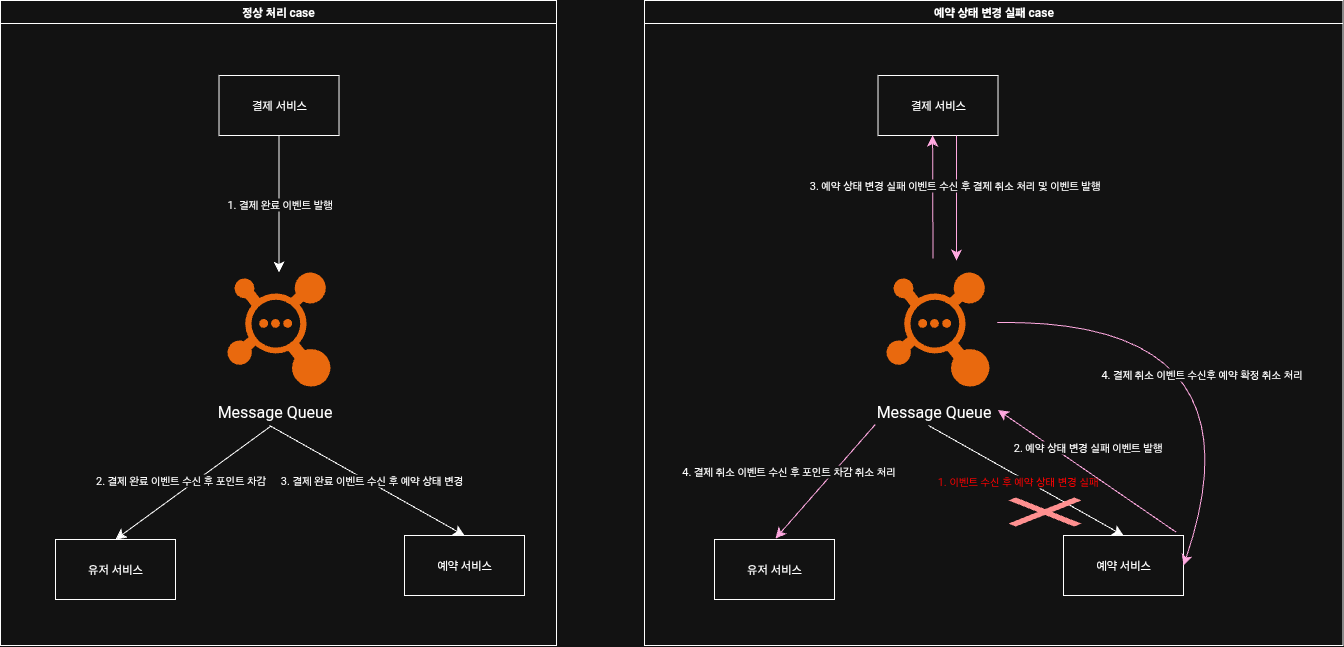 정상 처리 case
결제 서비스
1. 결제 완료 이벤트 발행
Message Queue
2. 결제 완료 이벤트 수신 후 포인트 차감
3. 결제 완료 이벤트 수신 후 예약 상태 변경
유저 서비스
예약 서비스
예약 상태 변경 실패 case
결제 서비스
3. 예약 상태 변경 실패 이벤트 수신 후 결제 취소 처리 및 이벤트 발행
4. 결제 취소 이벤트 수신후 예약 확정 취소 처리
Message Queue
2. 예약 상태 변경 실패 이벤트 발행
4. 결제 취소 이벤트 수신 후 포인트 차감 취소 처리
1. 이벤트 수신 후 예약 상태 변경 실패
유저 서비스
예약 서비스